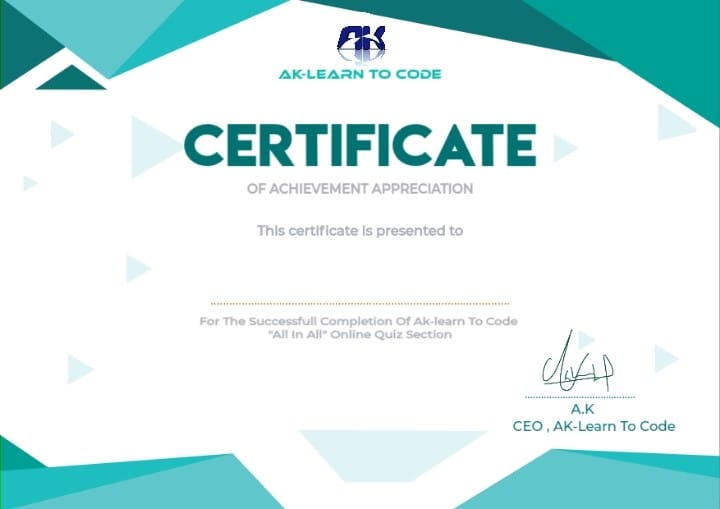 AK
AK-LEARN TO CODE
CERTIFICATE
OF ACHIEVEMENT APPRECIATION
This certificate is presented to
For The Successfull Completion Of Ak-learn To Code
"All In All" Online Quiz Section
A.K
CEO , AK-Learn To Code